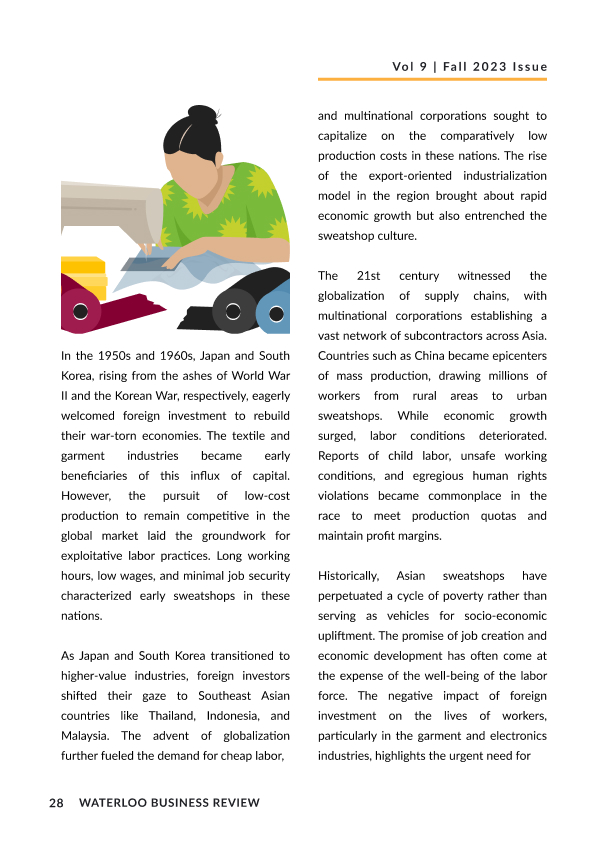 Vol 9 | Fall 2023 Issue
In the 1950s and 1960s, Japan and South
Korea, rising from the ashes of World War
II and the Korean War, respectively, eagerly
welcomed foreign investment to rebuild
their war-torn economies. The textile and
garment industries became early
beneficiaries of this influx of capital.
However, the pursuit of low-cost
production to remain competitive in the
global market laid the groundwork for
exploitative labor practices. Long working
hours, low wages, and minimal job security
characterized early sweatshops in these
nations.
As Japan and South Korea transitioned to
higher-value industries, foreign investors
shifted their gaze to Southeast Asian
countries like Thailand, Indonesia, and
Malaysia. The advent of globalization
further fueled the demand for cheap labor,
and multinational corporations sought to
capitalize on the comparatively low
production costs in these nations. The rise
of the export-oriented industrialization
model in the region brought about rapid
economic growth but also entrenched the
sweatshop culture.
The 21st century witnessed the
globalization of supply chains, with
multinational corporations establishing a
vast network of subcontractors across Asia.
Countries such as China became epicenters
of mass production, drawing millions of
workers from rural areas to urban
sweatshops. While economic growth
surged, labor conditions deteriorated.
Reports of child labor, unsafe working
conditions, and egregious human rights
violations became commonplace in the
race to meet production quotas and
maintain profit margins.
Historically, Asian sweatshops have
perpetuated a cycle of poverty rather than
serving as vehicles for socio-economic
upliftment. The promise of job creation and
economic development has often come at
the expense of the well-being of the labor
force. The negative impact of foreign
investment on the lives of workers,
particularly in the garment and electronics
industries, highlights the urgent need for
28 WATERLOO BUSINESS REVIEW